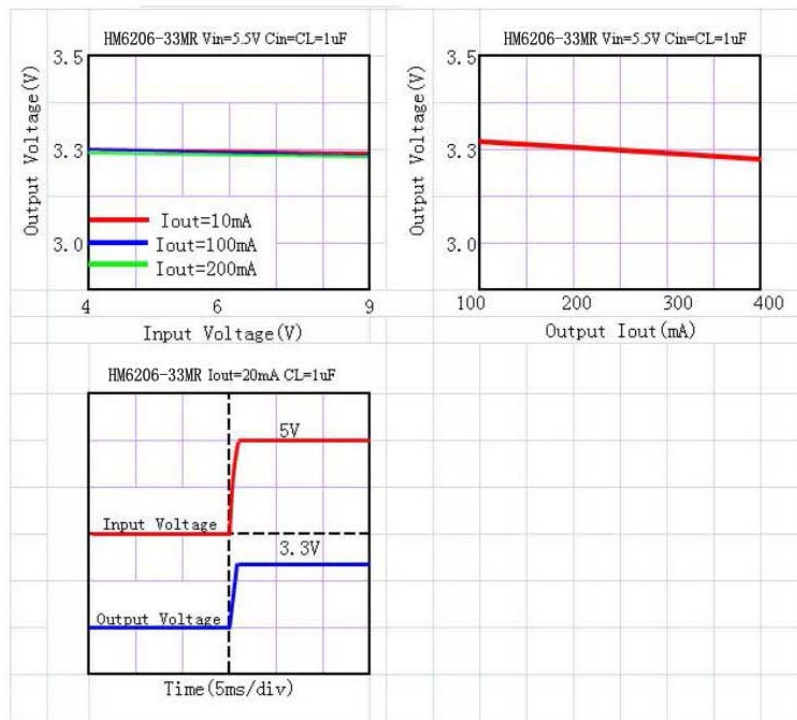 HM6206-33MR Vin=5.5V Cin=CL=1uF
Output Voltage(V)
3.5
3.3
3.0
Iout=10mA
Iout=100mA
Iout=200mA
4 6 9
Input Voltage(V)
HM6206-33MR Vin=5.5V Cin=CL=1uF
Output Voltage(V)
3.5
3.3
3.0
100 200 300 400
Output Iout(mA)
HM6206-33MR Iout=20mA CL=1uF
5V
Input Voltage
3.3V
Output Voltage
Time(5ms/div)